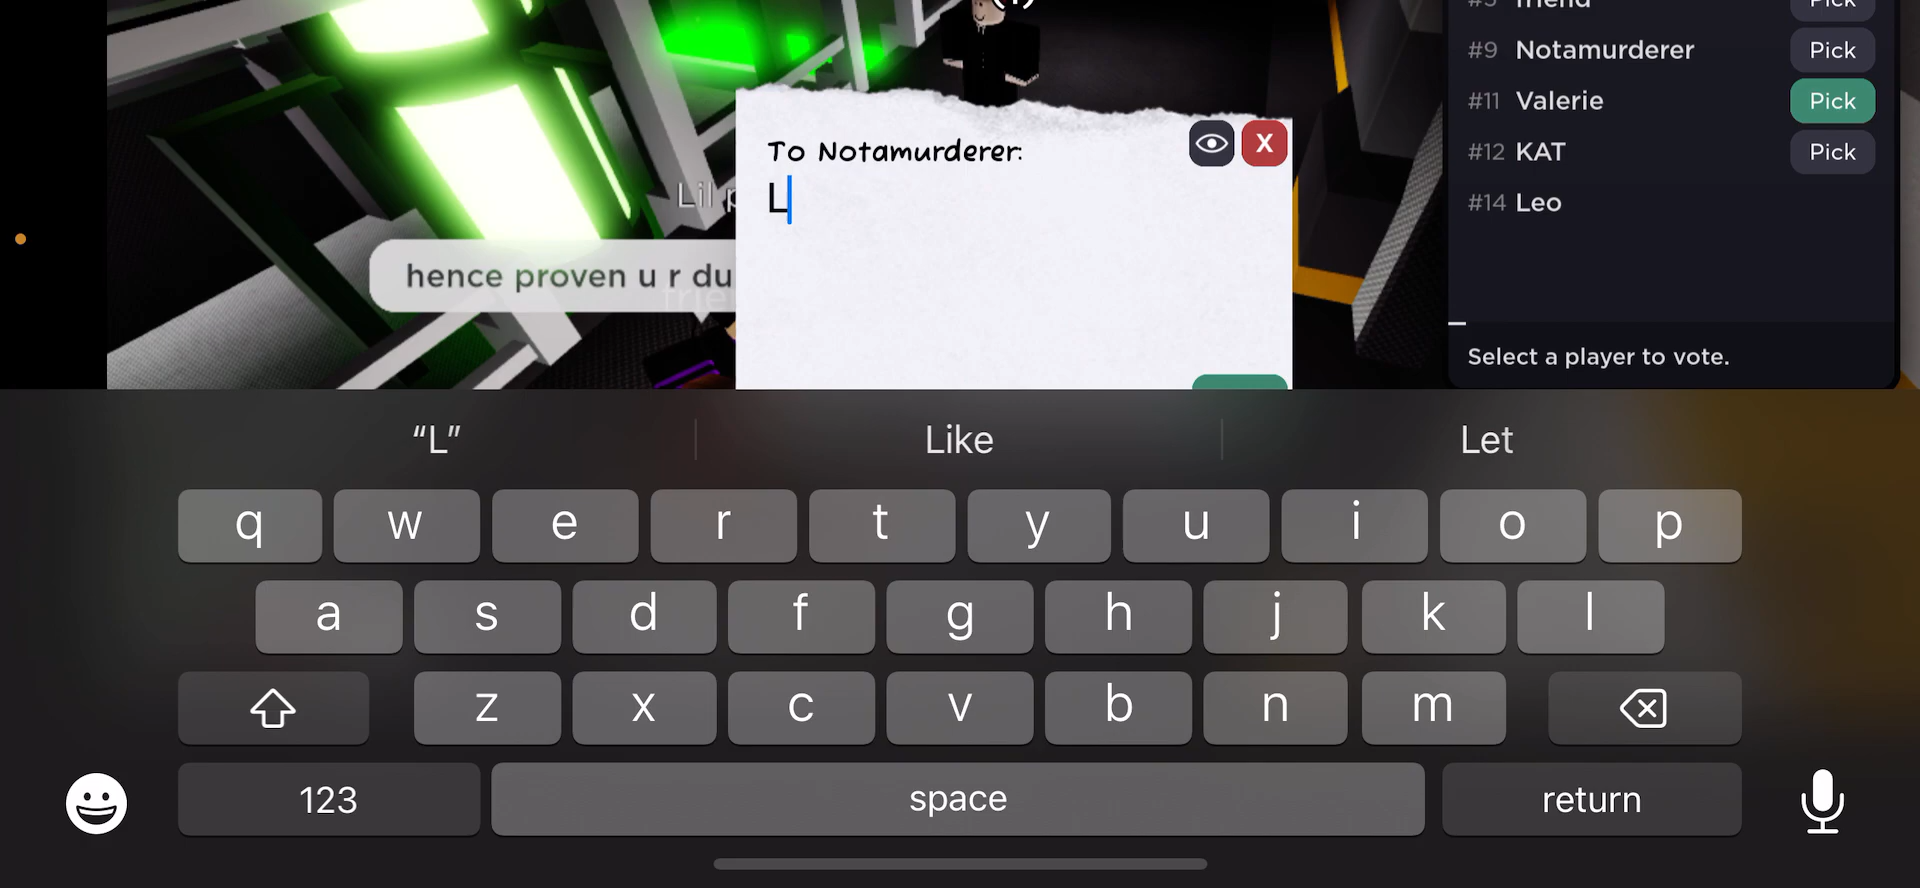 #9 Notamurderer Pick
#11 Valerie Pick
#12 KAT Pick
#14 Leo
Select a player to vote.
To Notamurderer:
L
Lil
hence proven u r du
"L" Like Let
q w e r t y u i o p
a s d f g h j k l
z x c v b n m
123 space return